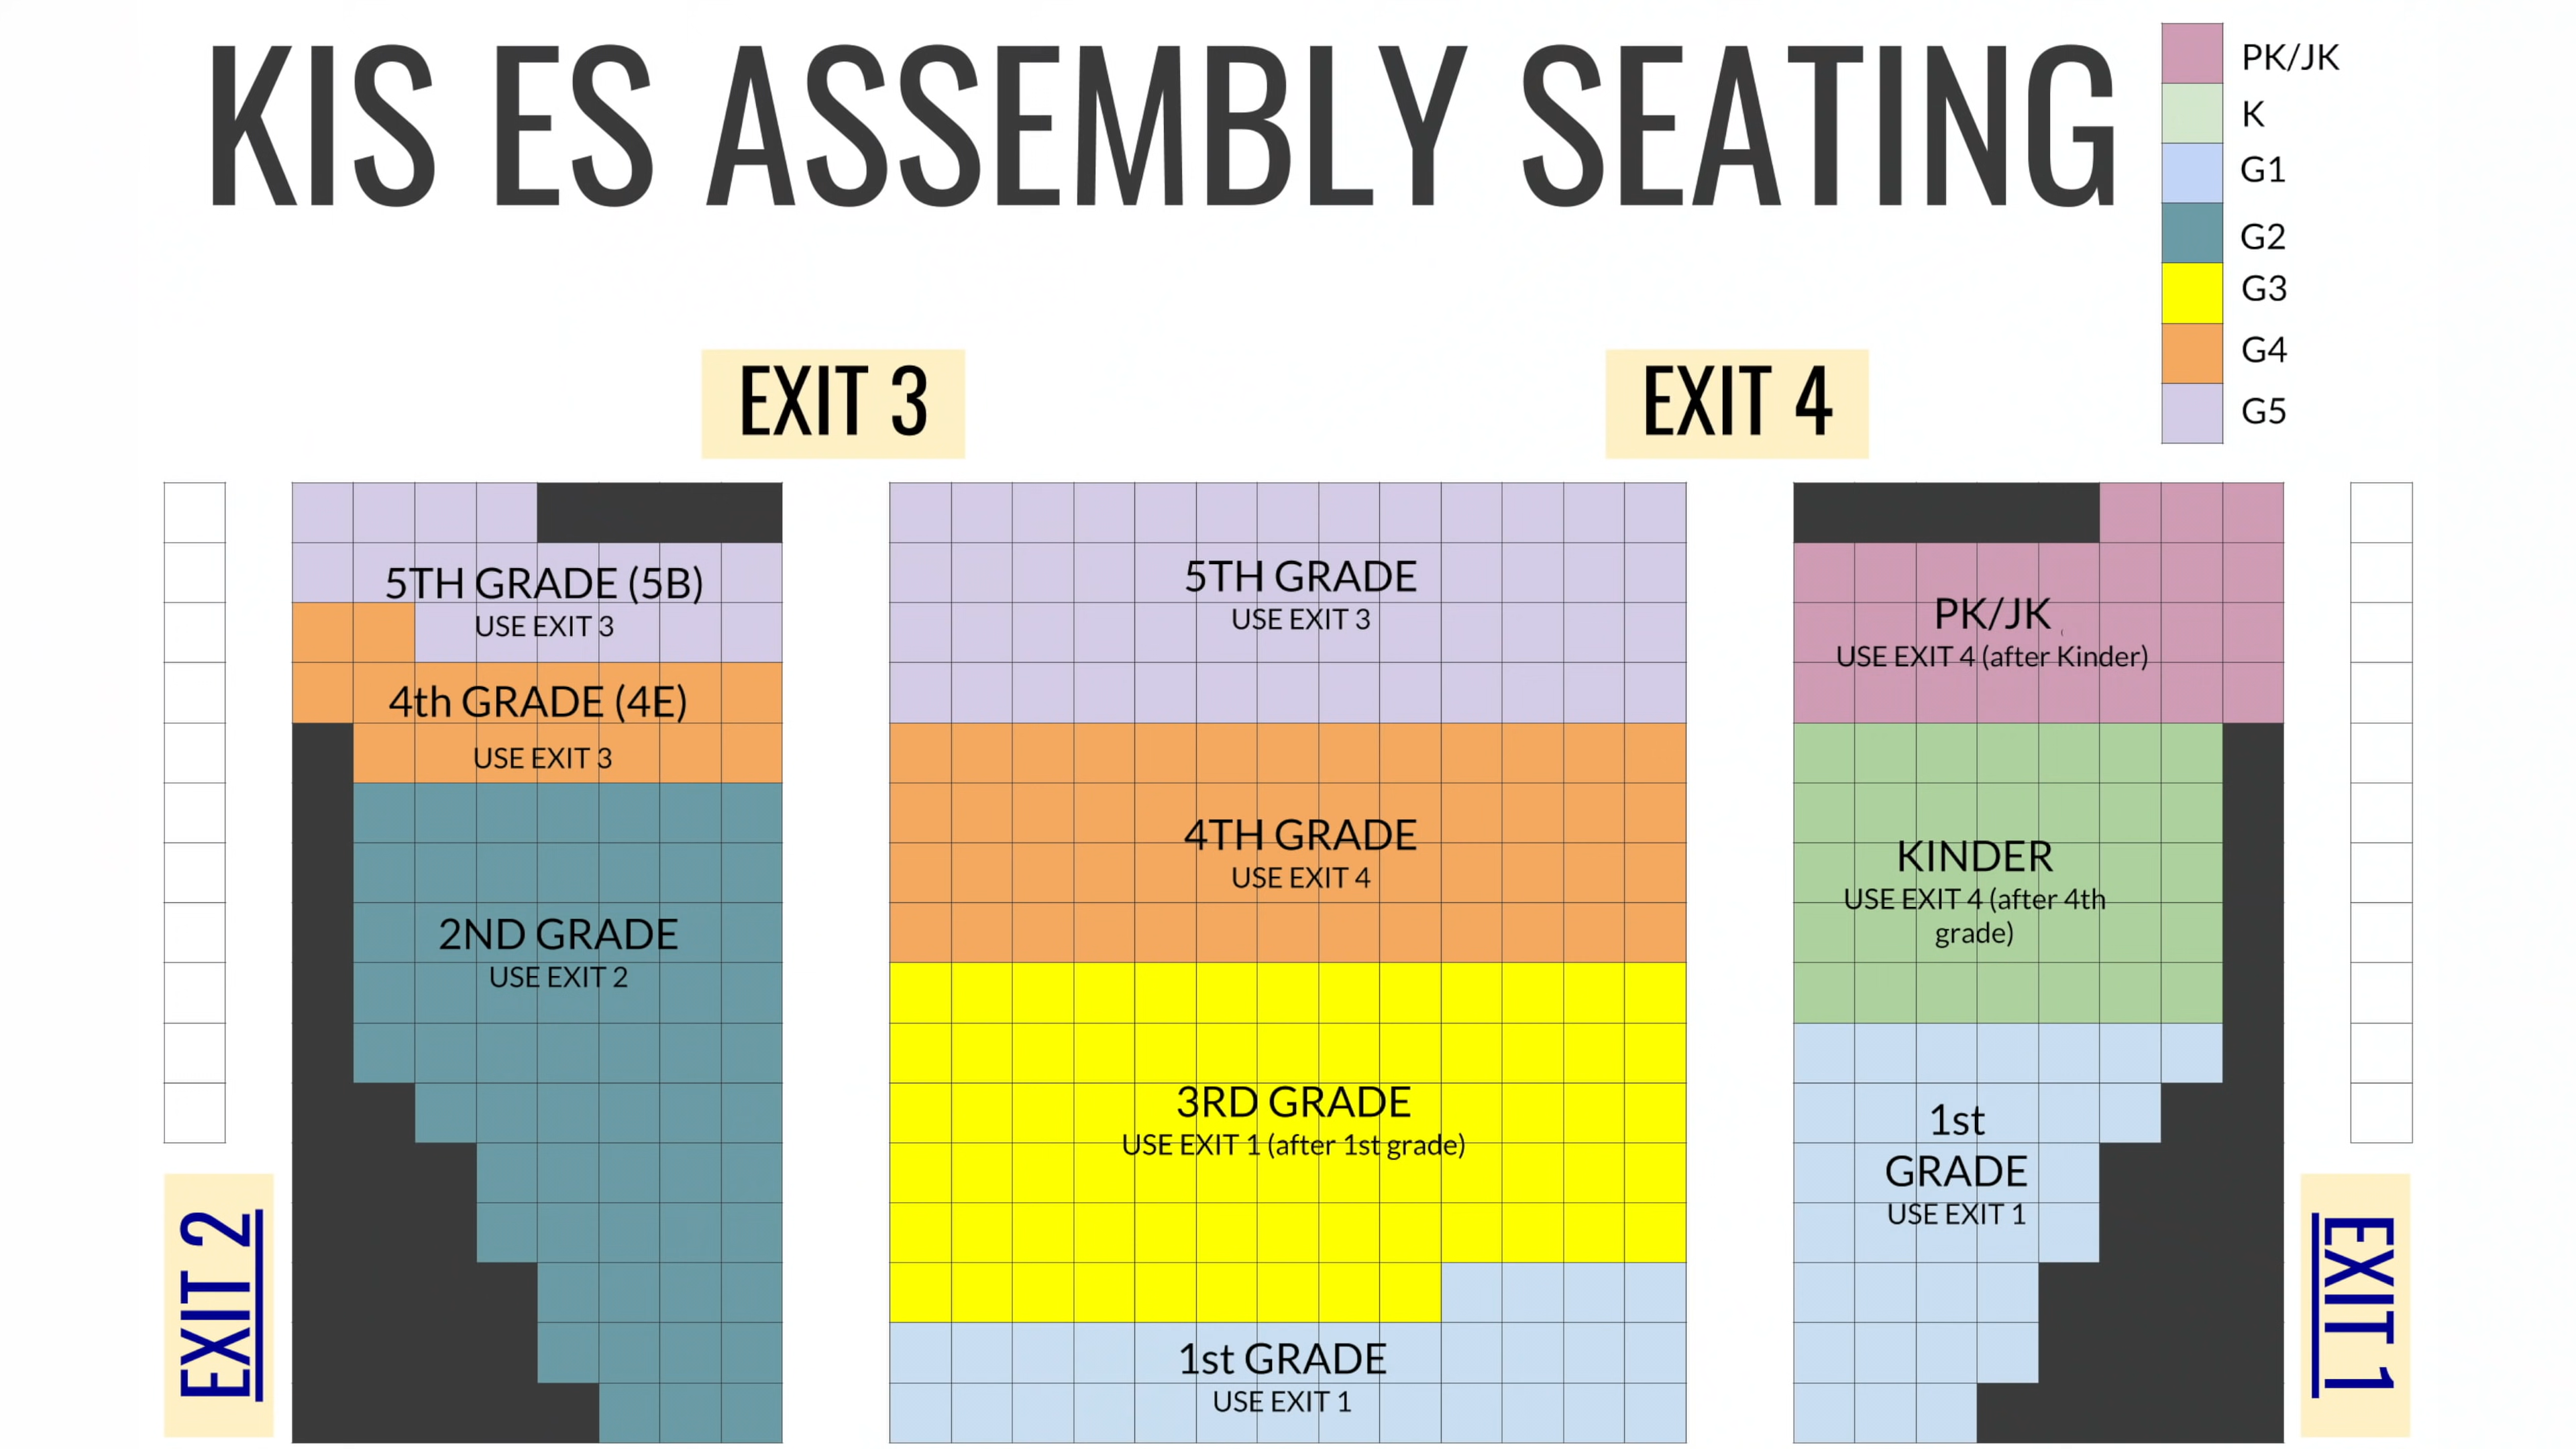 KIS ES ASSEMBLY SEATING
PK/JK
K
G1
G2
G3
G4
G5
EXIT 3
EXIT 4
5TH GRADE (5B)
USE EXIT 3
4th GRADE (4E)
USE EXIT 3
2ND GRADE
USE EXIT 2
5TH GRADE
USE EXIT 3
4TH GRADE
USE EXIT 4
3RD GRADE
USE EXIT 1 (after 1st grade)
1st GRADE
USE EXIT 1
PK/JK
USE EXIT 4 (after Kinder)
KINDER
USE EXIT 4 (after 4th
grade)
1st
GRADE
USE EXIT 1
EXIT 2
EXIT 1